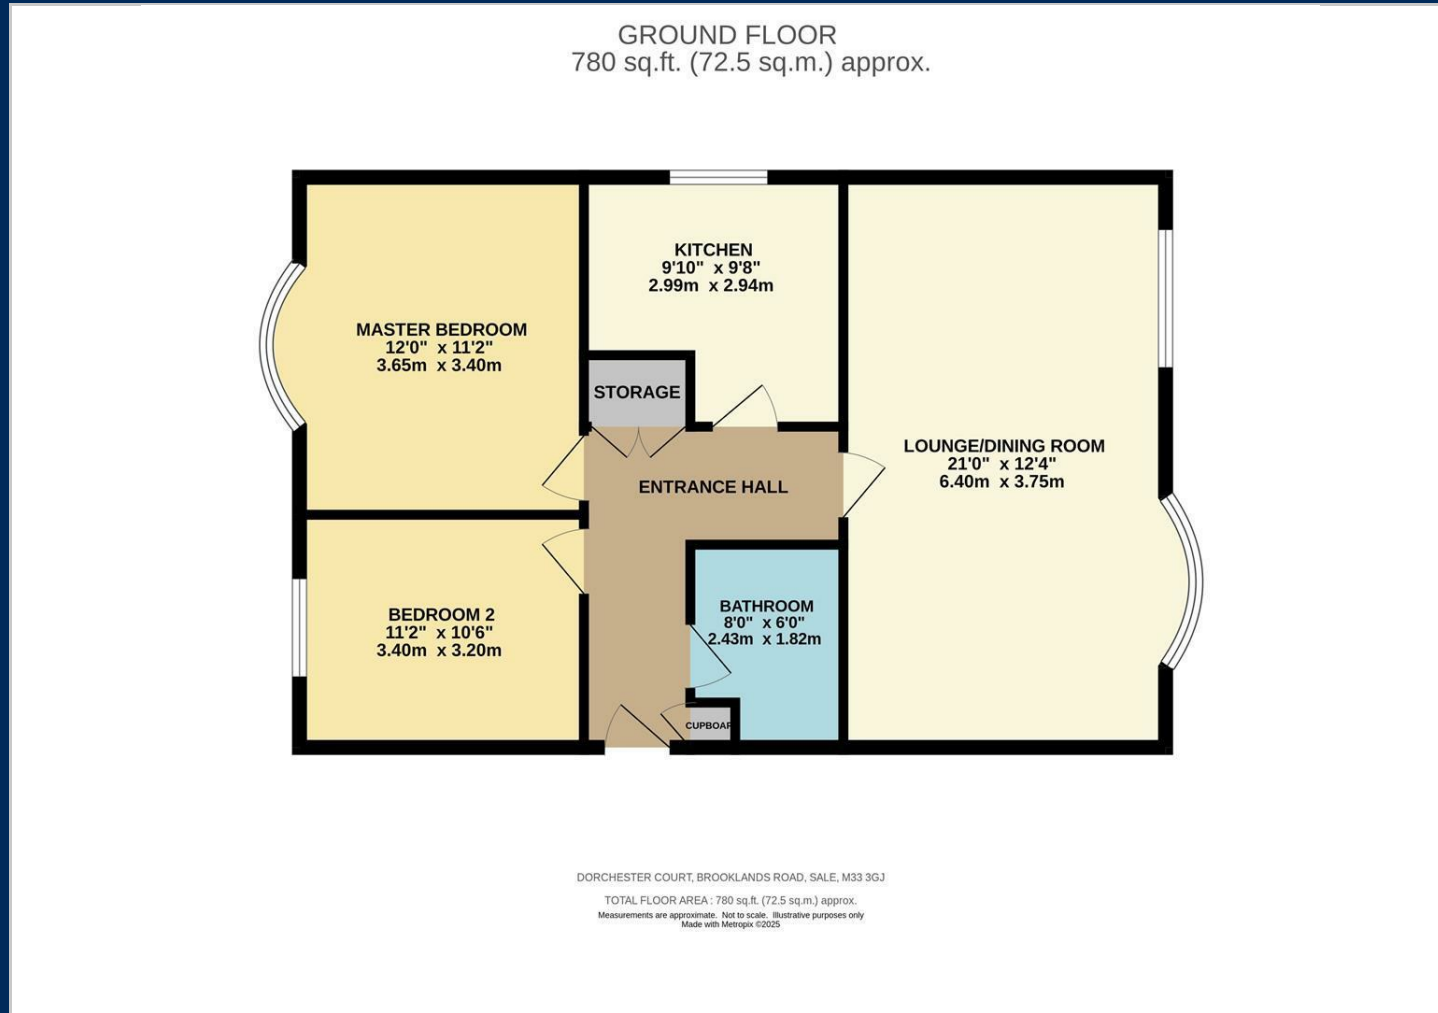 GROUND FLOOR
780 sq.ft. (72.5 sq.m.) approx.
KITCHEN
9'10" x 9'8"
2.99m x 2.94m
MASTER BEDROOM
12'0" x 11'2"
3.65m x 3.40m
STORAGE
LOUNGE/DINING ROOM
21'0" x 12'4"
6.40m x 3.75m
ENTRANCE HALL
BEDROOM 2
11'2" x 10'6"
3.40m x 3.20m
BATHROOM
8'0" x 6'0"
2.43m x 1.82m
CUPBOAR
DORCHESTER COURT, BROOKLANDS ROAD, SALE, M33 3GJ
TOTAL FLOOR AREA : 780 sq.ft. (72.5 sq.m.) approx.
Measurements are approximate. Not to scale. Illustrative purposes only
Made with Metropix ©2025